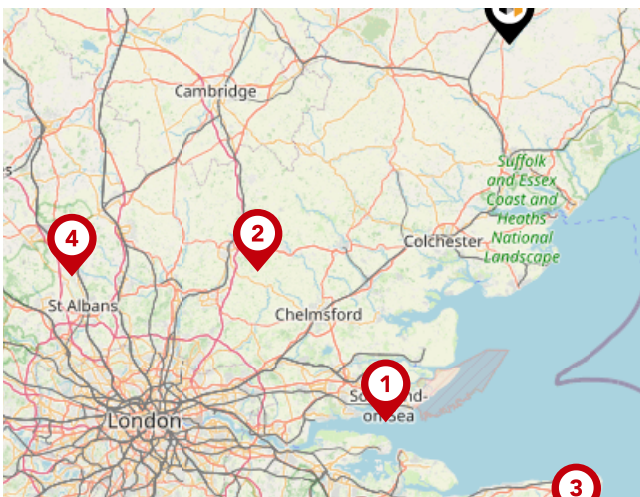 Cambridge
s
Suffolk
and Essex
Coast and
Heaths
National
Landscape
4
2
Colchester
St Albans
Chelmsford
1
on Sea
London
3